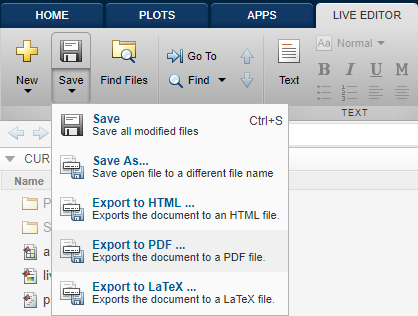 HOME PLOTS APPS LIVE EDITOR
New Save Find Files Go To Find Text Aa Normal
B I U M
TEXT
Save Ctrl+S
Save all modified files
CUR
Save As...
Save open file to a different file name
Name
Export to HTML ...
P
Exports the document to an HTML file.
S
Export to PDF ...
a
Exports the document to a PDF file.
liv
Export to LaTeX ...
p
Exports the document to a LaTeX file.